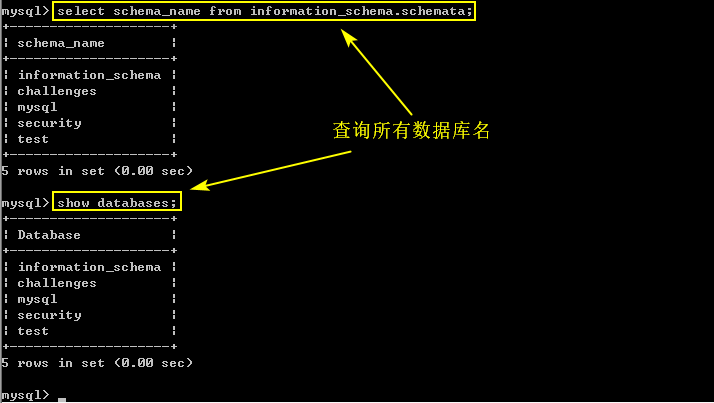 mysql> select schema_name from information_schema.schemata;
+--------------------+
| schema_name        |
+--------------------+
| information_schema |
| challenges         |
| mysql              |
| security           |
| test               |
+--------------------+
5 rows in set (0.00 sec)
查询所有数据库名
mysql> show databases;
+--------------------+
| Database           |
+--------------------+
| information_schema |
| challenges         |
| mysql              |
| security           |
| test               |
+--------------------+
5 rows in set (0.00 sec)
mysql> _